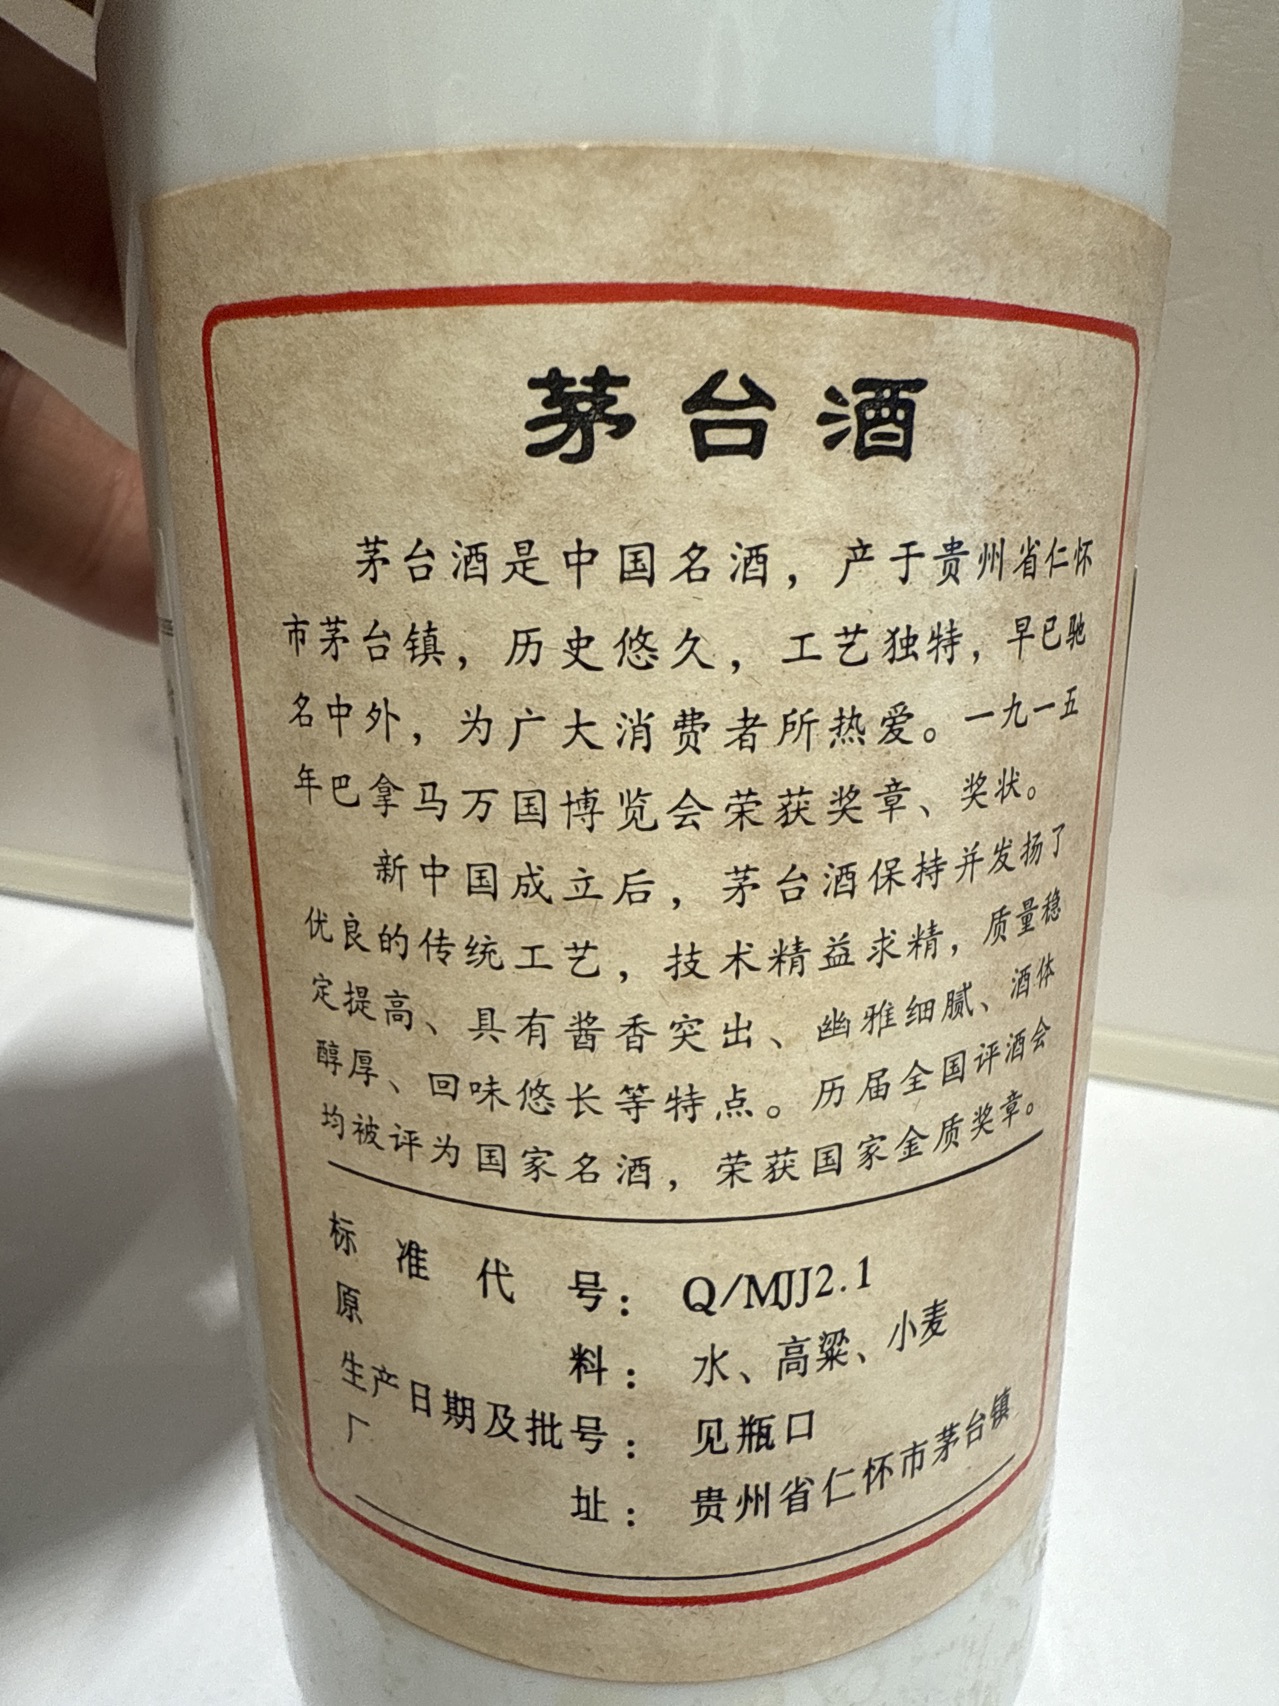 茅台酒
茅台酒是中国名酒，产于贵州省仁怀
市茅台镇，历史悠久，工艺独特，早已驰
名中外，为广大消费者所热爱。一九一五
年巴拿马万国博览会荣获奖章、奖状。
新中国成立后，茅台酒保持并发扬了
优良的传统工艺，技术精益求精，质量稳
定提高、具有酱香突出、幽雅细腻、酒体
醇厚、回味悠长等特点。历届全国评酒会
均被评为国家名酒，荣获国家金质奖章。
标准代号：Q/MJJ2.1
原料：水、高粱、小麦
生产日期及批号：见瓶口
厂址：贵州省仁怀市茅台镇